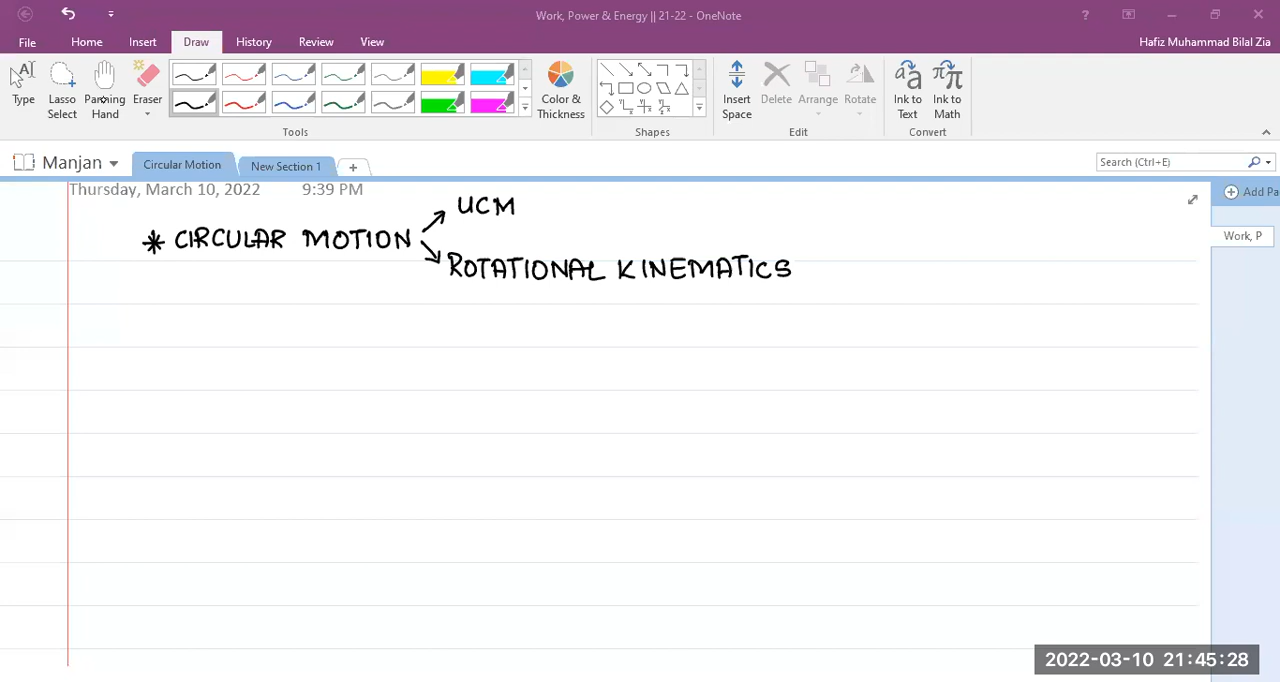 Work, Power & Energy || 21-22 - OneNote
File Home Insert Draw History Review View Hafiz Muhammad Bilal Zia
Type
Lasso Select
Panning Hand
Eraser
Color & Thickness
Insert Space
Delete
Arrange
Rotate
Ink to Text
Ink to Math
Tools Shapes Edit Convert
Manjan Circular Motion New Section 1 + Search (Ctrl+E)
Thursday, March 10, 2022 9:39 PM
Add Pa
Work, P
UCM
* CIRCULAR MOTION
ROTATIONAL KINEMATICS
2022-03-10 21:45:28